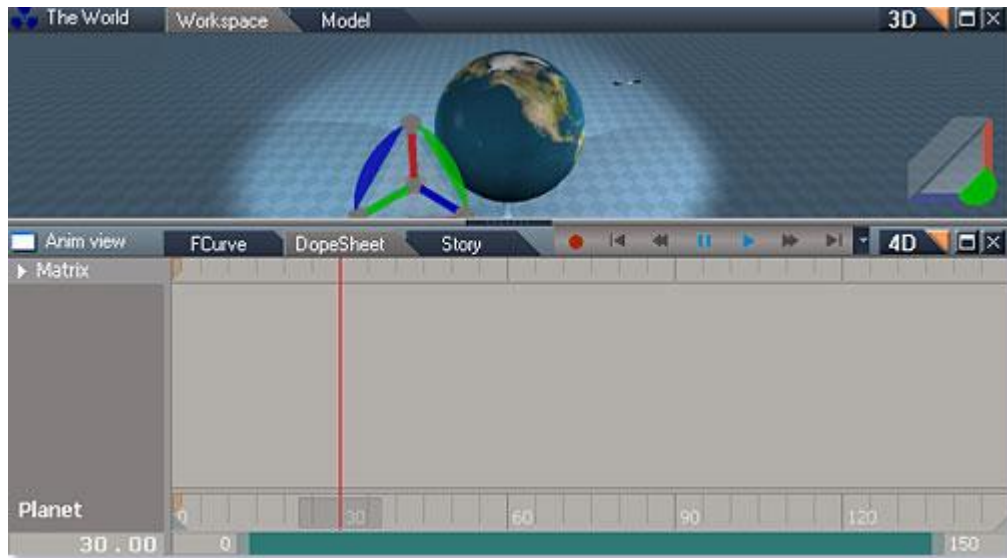 The World Workspace Model 3D
Anim view FCurve DopeSheet Story 4D
Matrix
Planet 0 30 60 90 120
30.00 0 150